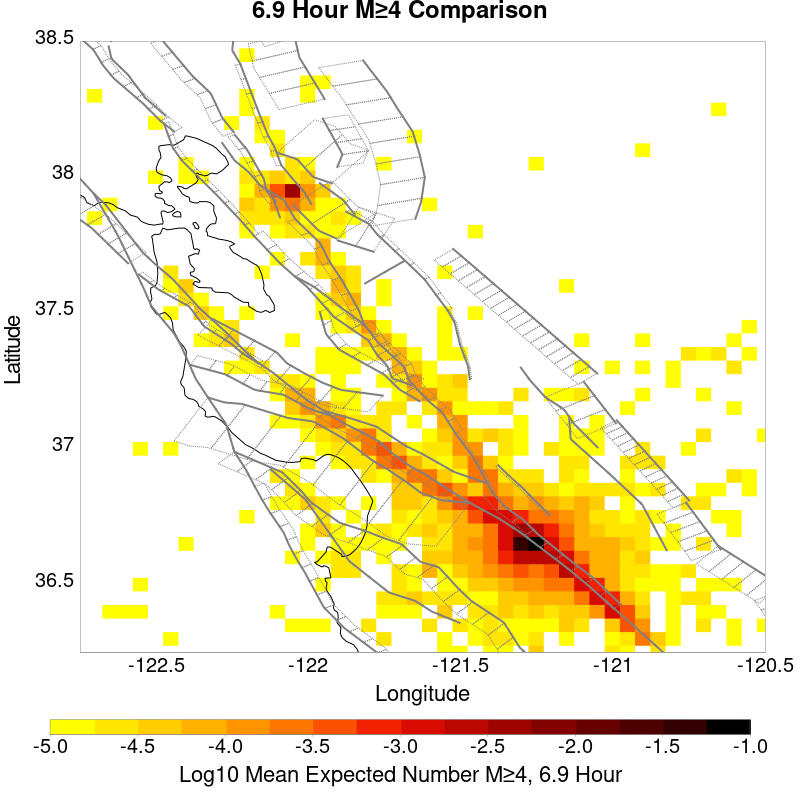 6.9 Hour M≥4 Comparison
38.5
38
37.5
37
36.5
Latitude
-122.5 -122 -121.5 -121 -120.5
Longitude
-5.0 -4.5 -4.0 -3.5 -3.0 -2.5 -2.0 -1.5 -1.0
Log10 Mean Expected Number M≥4, 6.9 Hour